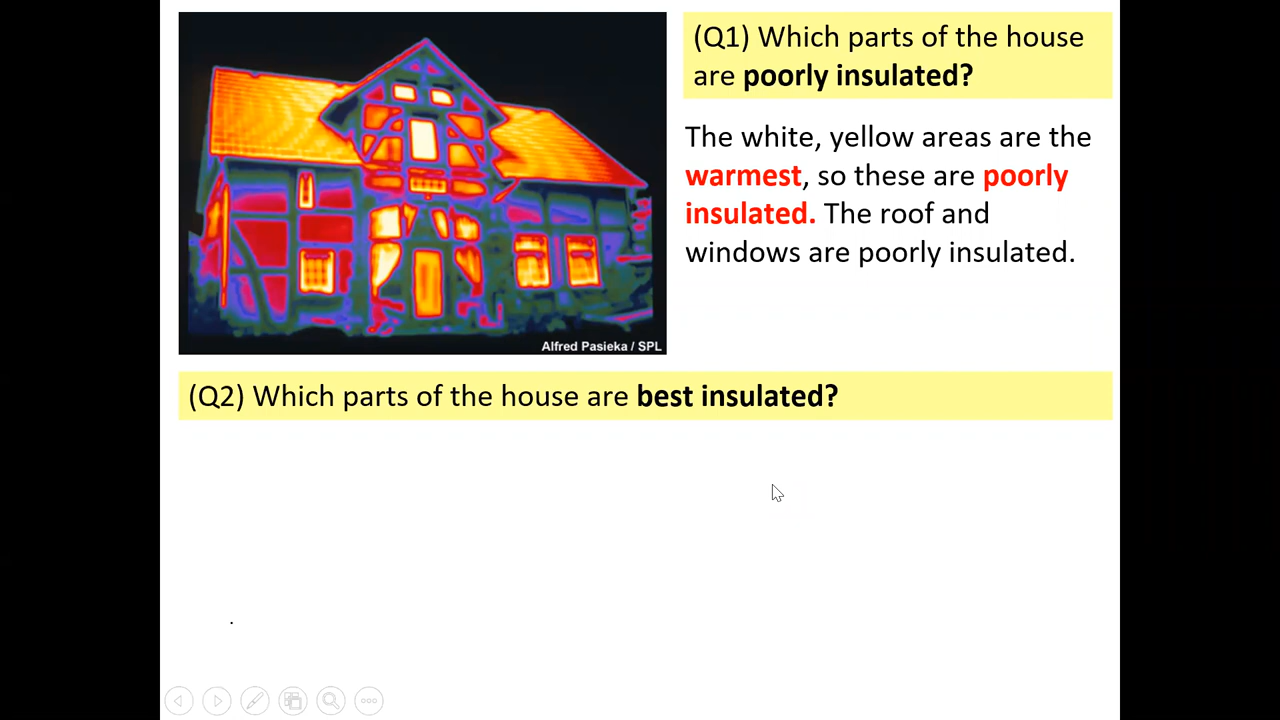 (Q1) Which parts of the house
are poorly insulated?
The white, yellow areas are the
warmest, so these are poorly
insulated. The roof and
windows are poorly insulated.
Alfred Pasieka / SPL
(Q2) Which parts of the house are best insulated?
.